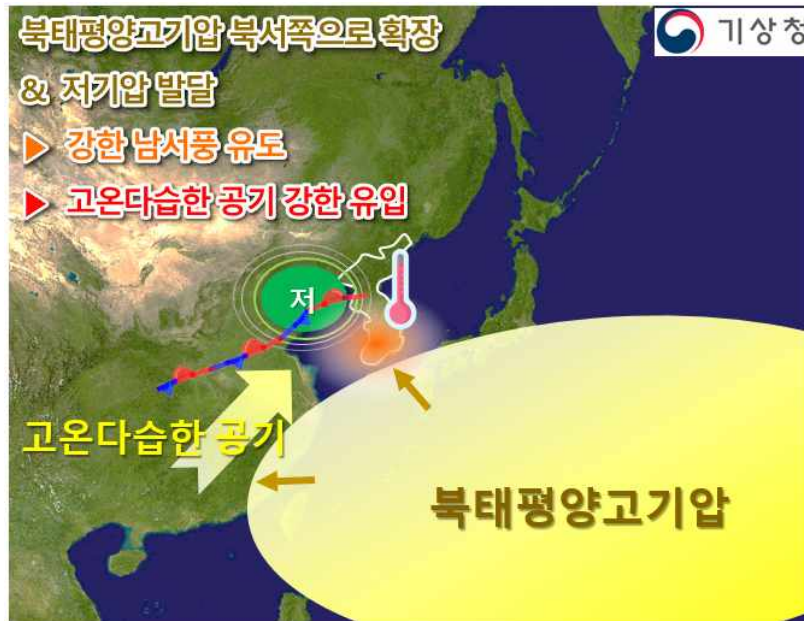 북태평양고기압 북서쪽으로 확장
& 저기압 발달
▶ 강한 남서풍 유도
▶ 고온다습한 공기 강한 유입
기상청
저
고온다습한 공기
북태평양고기압